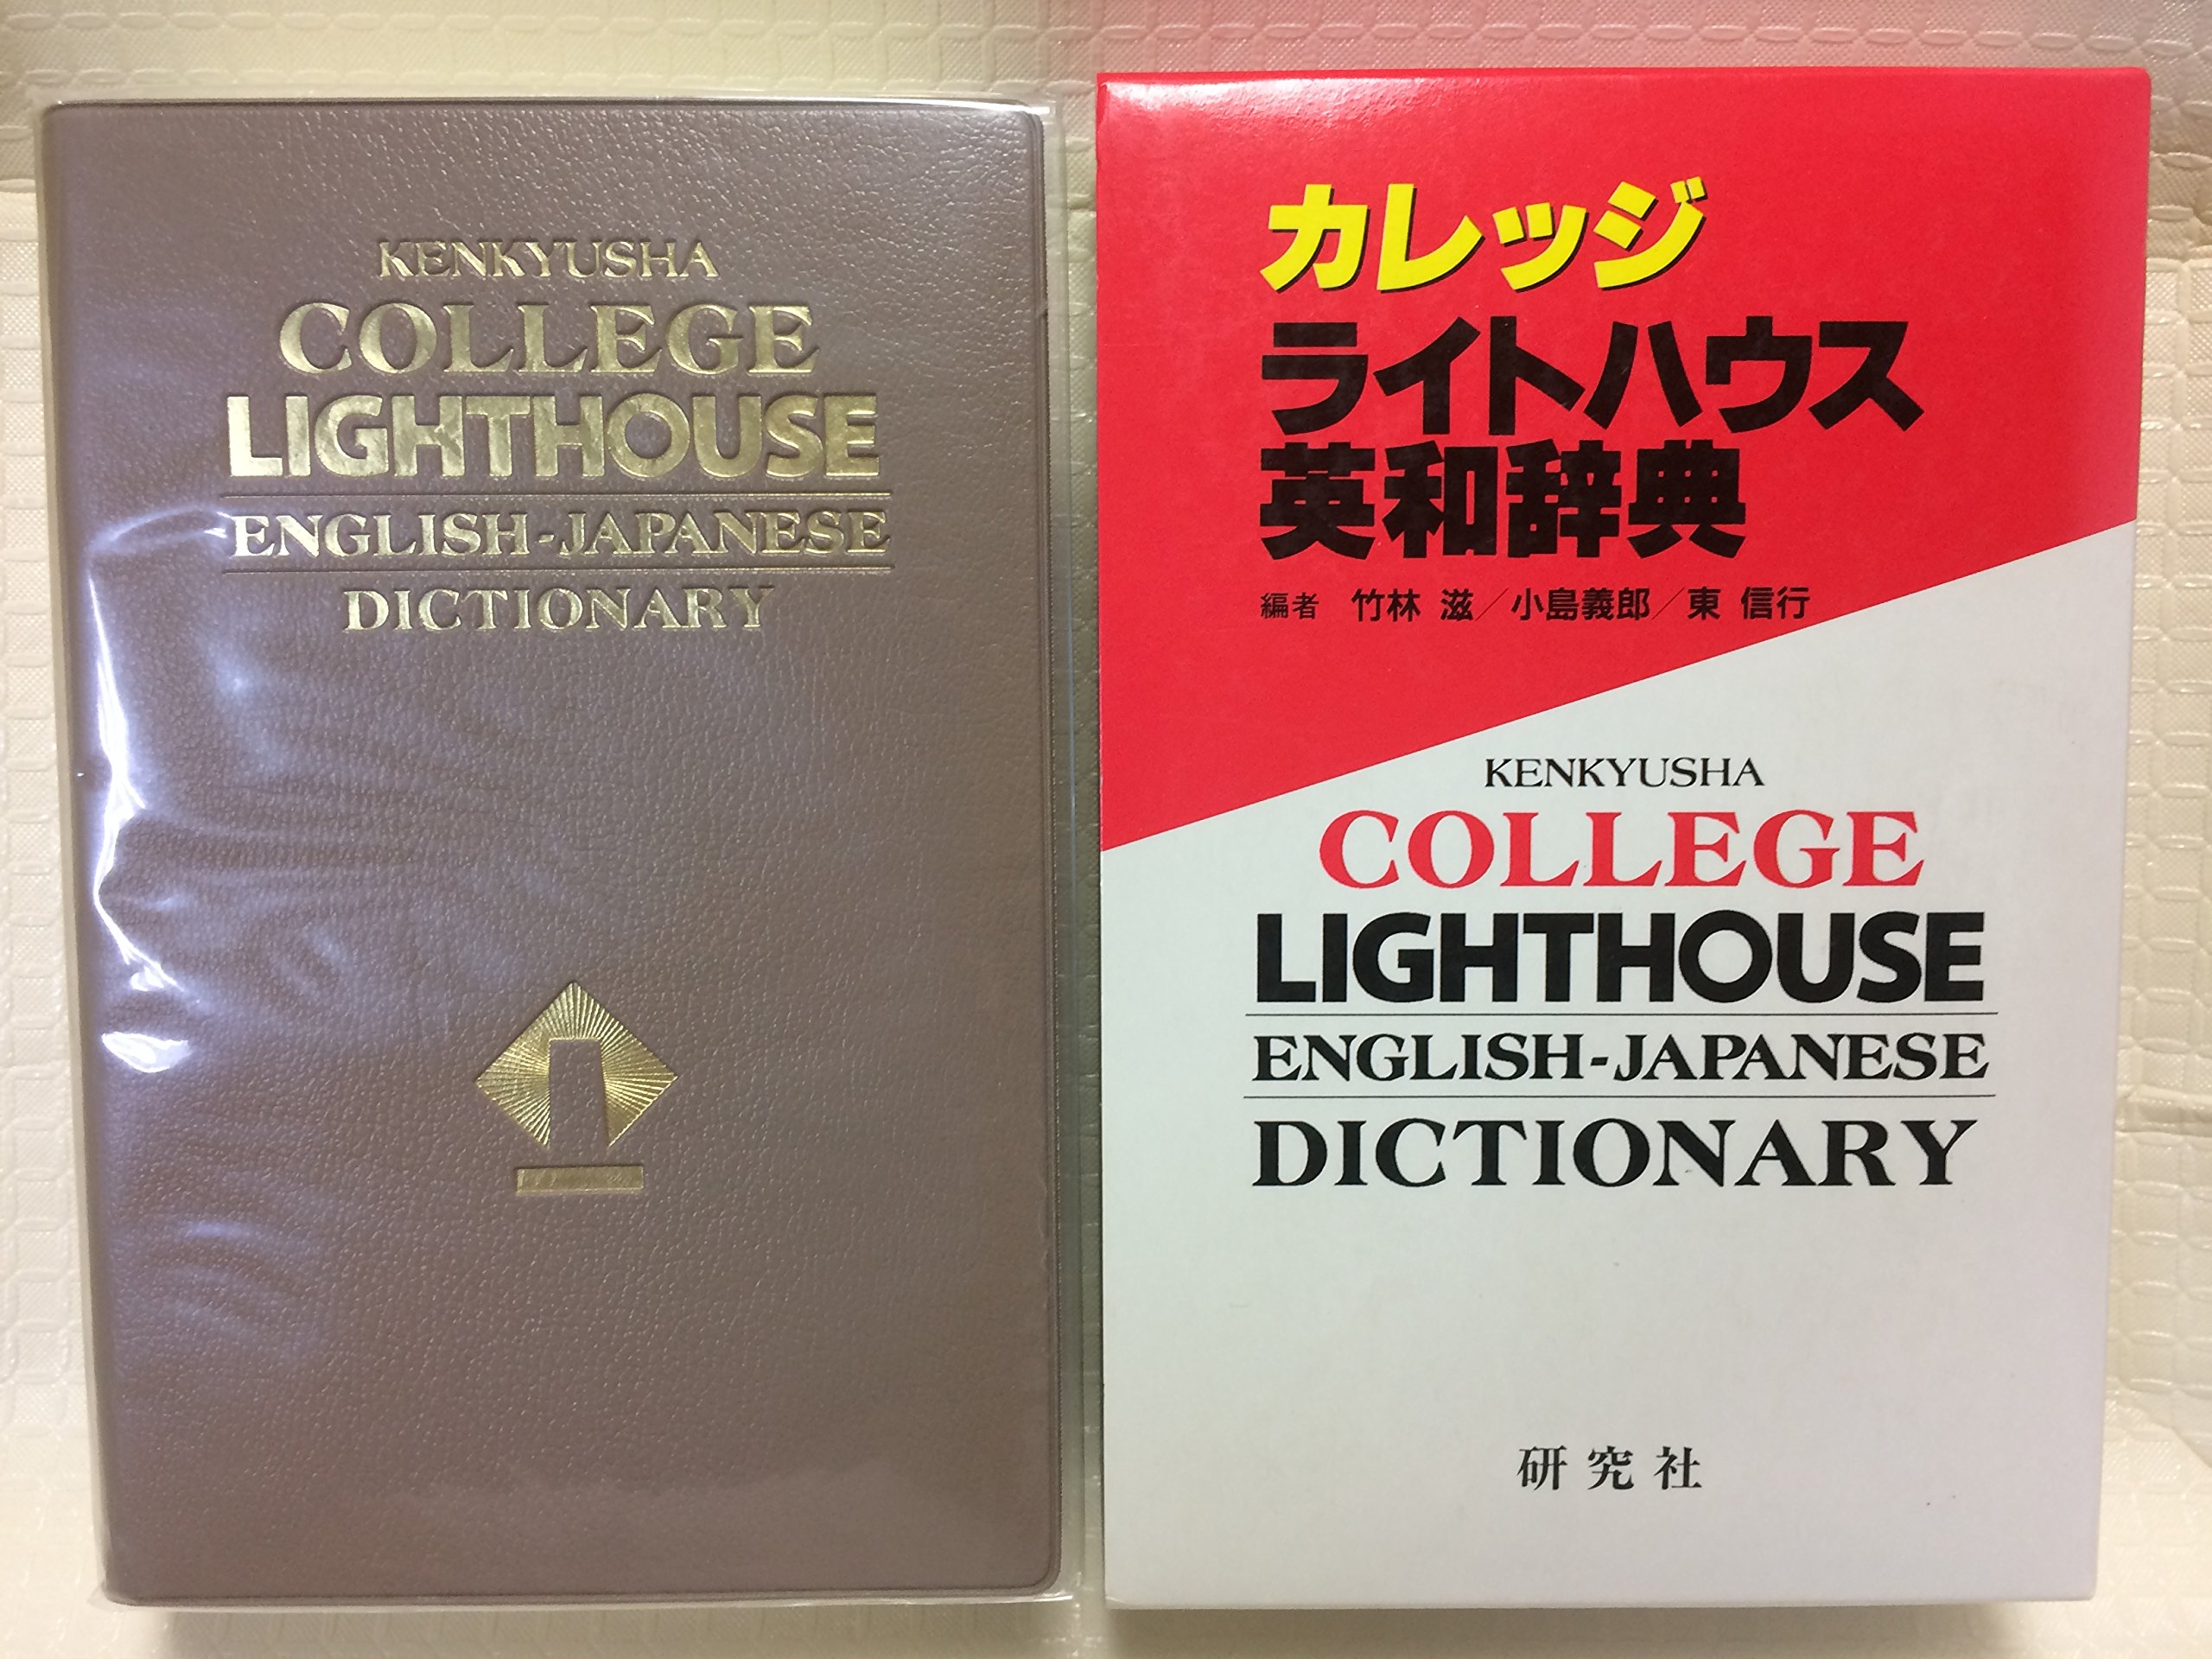 KENKYUSHA
COLLEGE
LIGHTHOUSE
ENGLISH-JAPANESE
DICTIONARY
カレッジ
ライトハウス
英和辞典
編者 竹林 滋／小島義郎／東 信行
KENKYUSHA
COLLEGE
LIGHTHOUSE
ENGLISH-JAPANESE
DICTIONARY
研究社